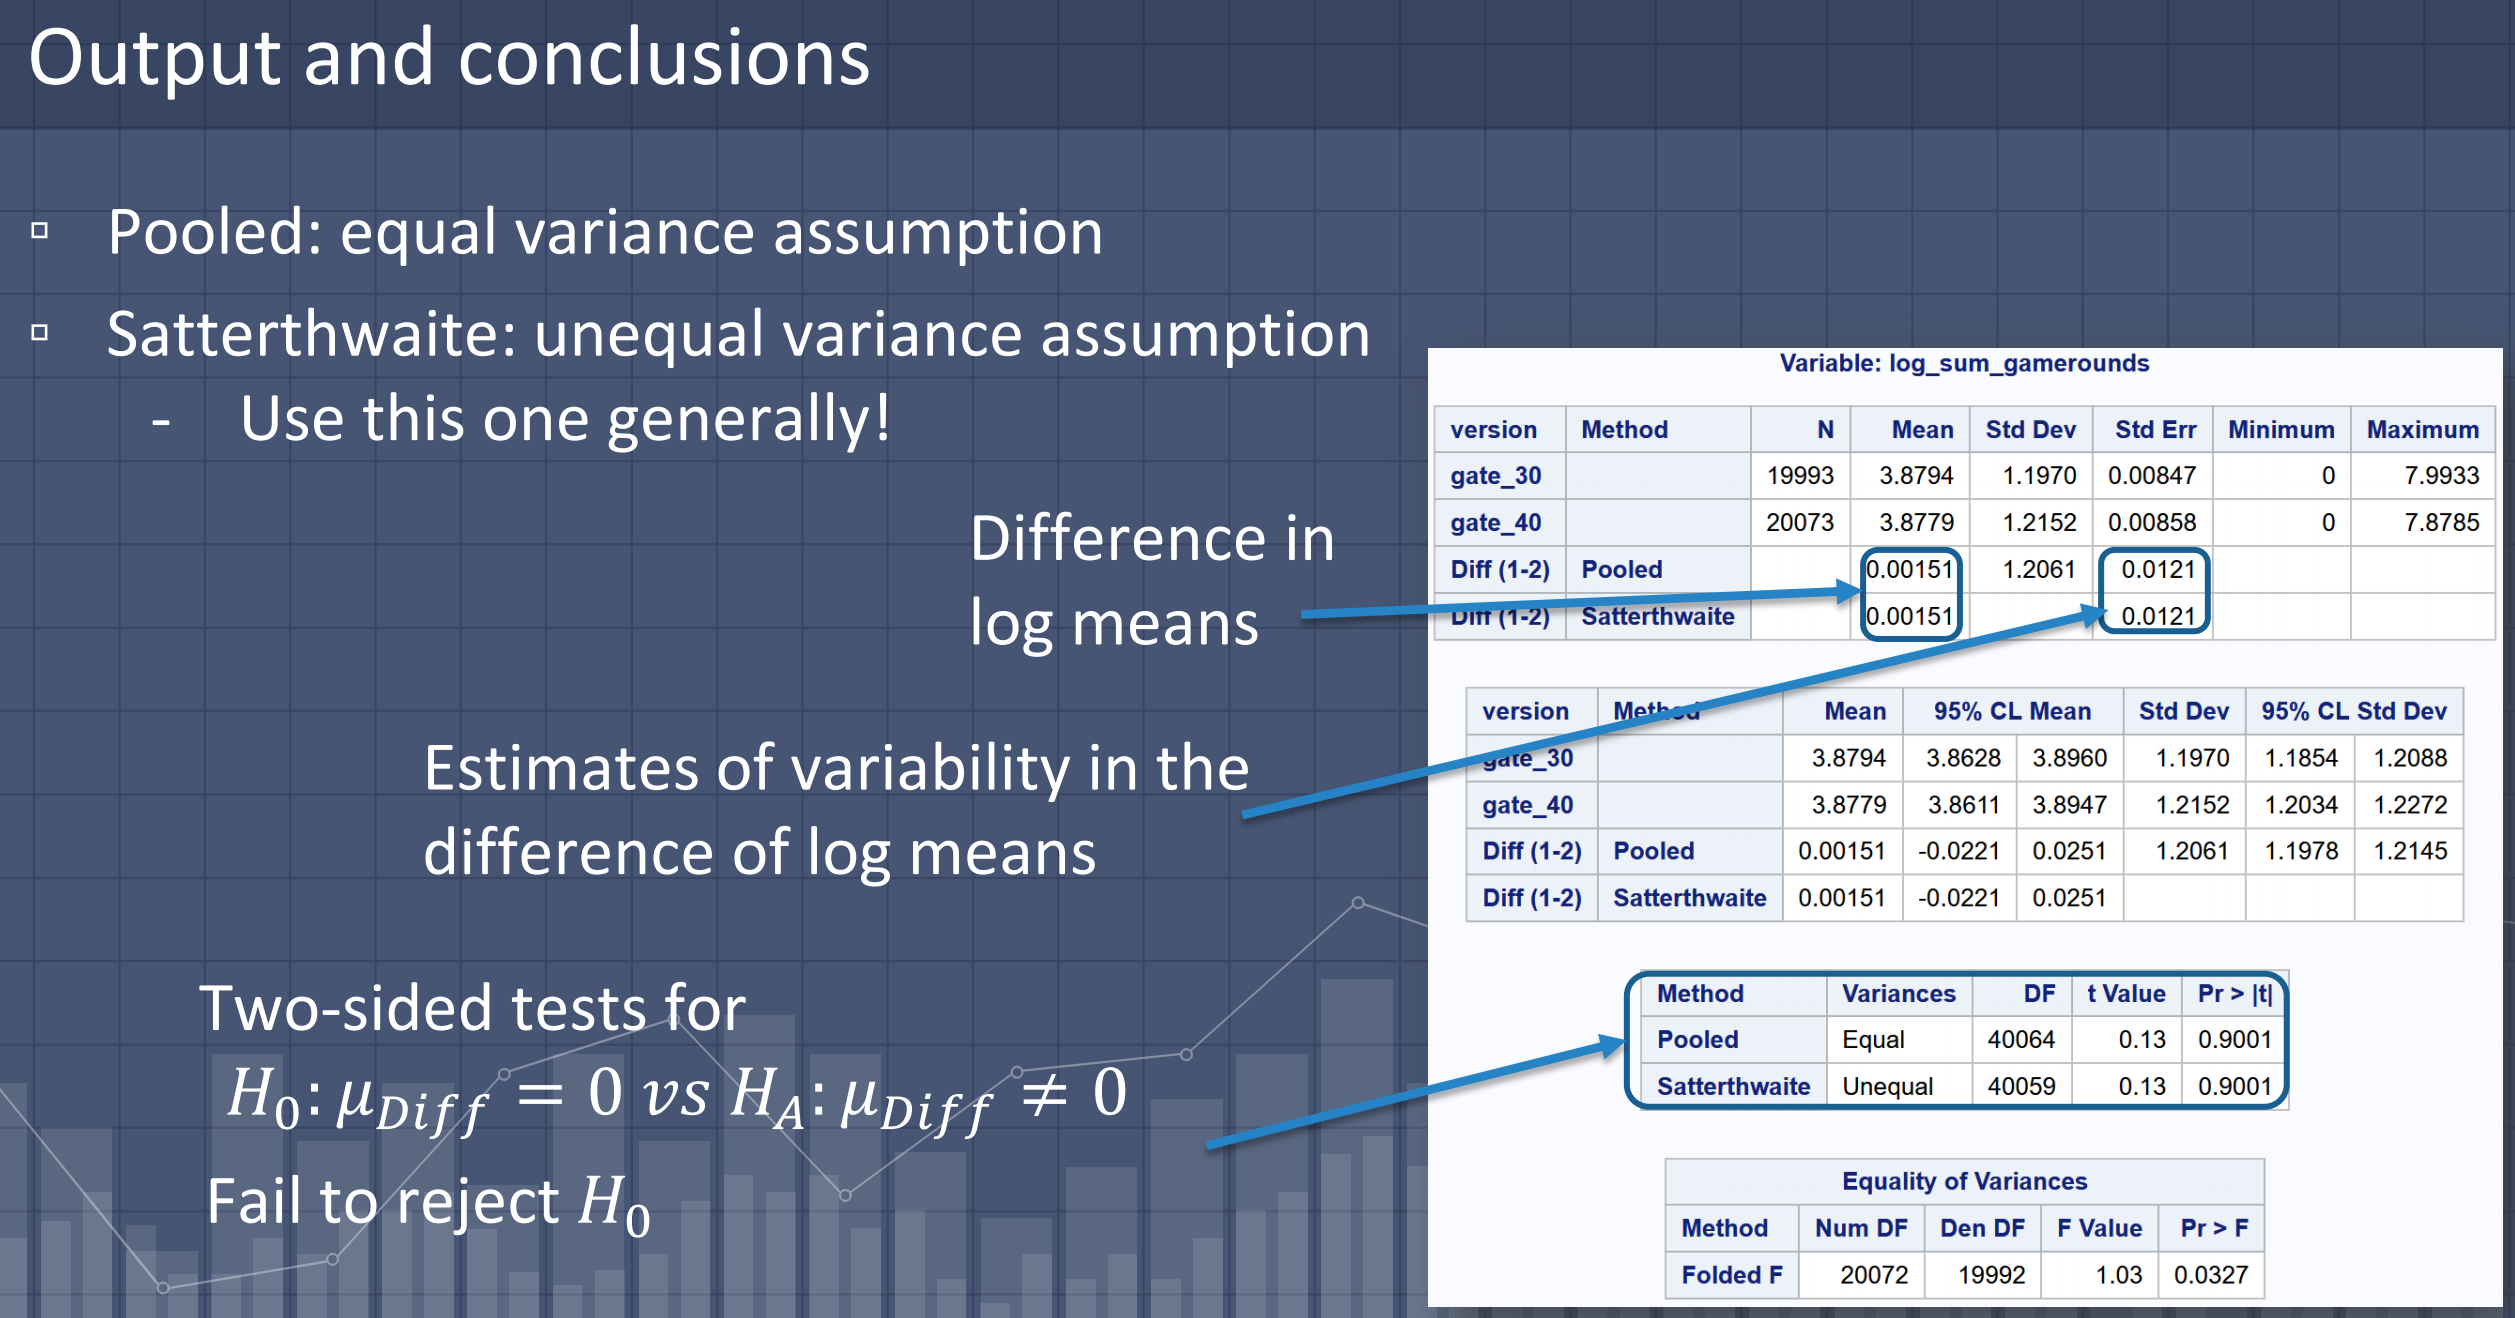 Output and conclusions
▫ Pooled: equal variance assumption
▫ Satterthwaite: unequal variance assumption
- Use this one generally!
Difference in
log means
Estimates of variability in the
difference of log means
Two-sided tests for
H₀: μ_Diff = 0 vs H_A: μ_Diff ≠ 0
Fail to reject H₀
Variable: log_sum_gamerounds
version Method N Mean Std Dev Std Err Minimum Maximum
gate_30 19993 3.8794 1.1970 0.00847 0 7.9933
gate_40 20073 3.8779 1.2152 0.00858 0 7.8785
Diff (1-2) Pooled 0.00151 1.2061 0.0121
Diff (1-2) Satterthwaite 0.00151 0.0121
version Method Mean 95% CL Mean Std Dev 95% CL Std Dev
gate_30 3.8794 3.8628 3.8960 1.1970 1.1854 1.2088
gate_40 3.8779 3.8611 3.8947 1.2152 1.2034 1.2272
Diff (1-2) Pooled 0.00151 -0.0221 0.0251 1.2061 1.1978 1.2145
Diff (1-2) Satterthwaite 0.00151 -0.0221 0.0251
Method Variances DF t Value Pr > |t|
Pooled Equal 40064 0.13 0.9001
Satterthwaite Unequal 40059 0.13 0.9001
Equality of Variances
Method Num DF Den DF F Value Pr > F
Folded F 20072 19992 1.03 0.0327